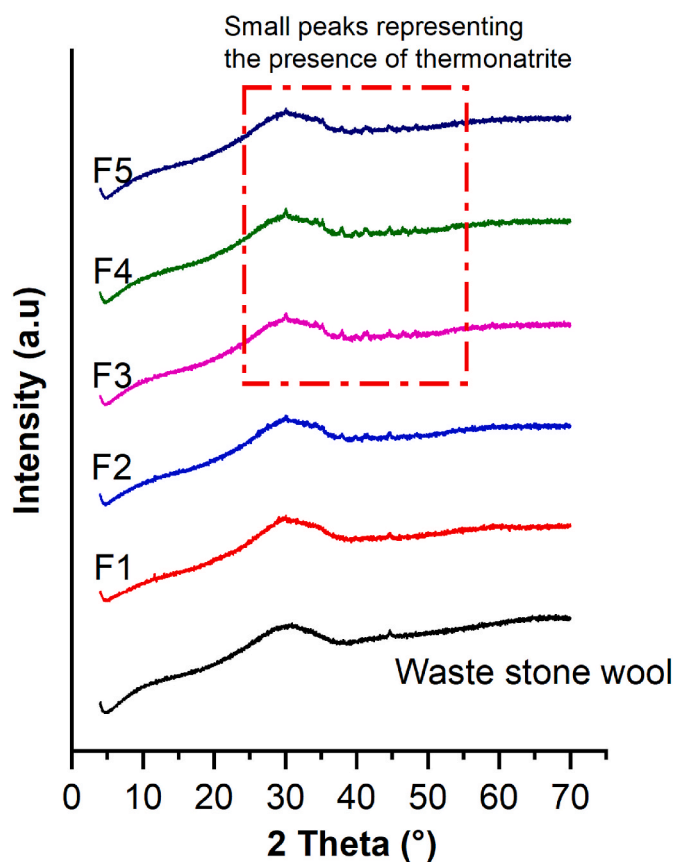 Small peaks representing
the presence of thermonatrite
F5
F4
F3
F2
F1
Waste stone wool
Intensity (a.u)
0 10 20 30 40 50 60 70
2 Theta (°)